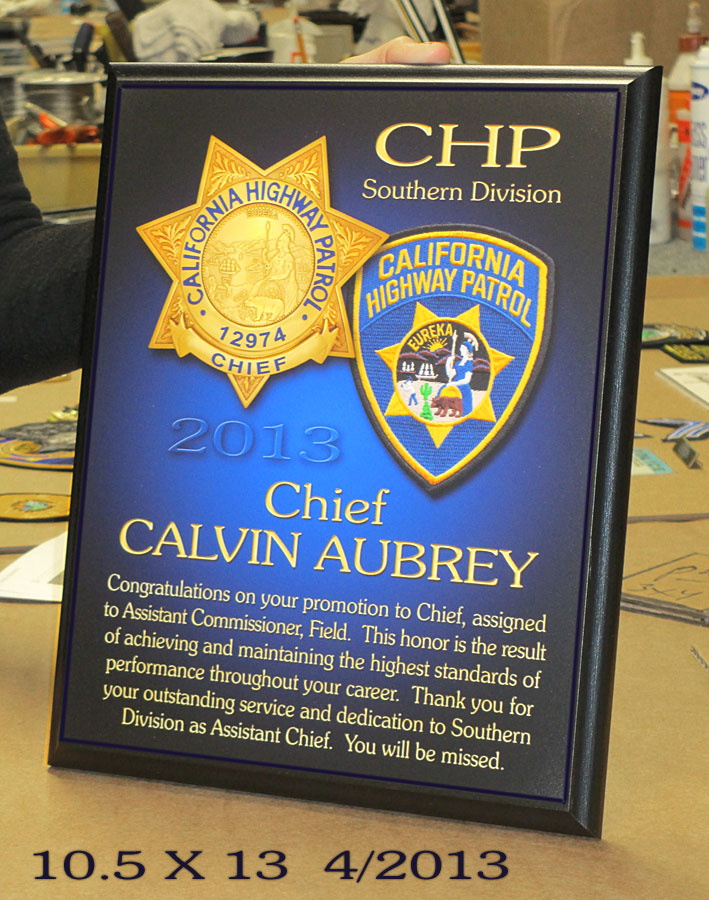 CHP
Southern Division
CALIFORNIA HIGHWAY PATROL
12974
CHIEF
CALIFORNIA
HIGHWAY PATROL
EUREKA
2013
Chief
CALVIN AUBREY
Congratulations on your promotion to Chief, assigned
to Assistant Commissioner, Field.  This honor is the result
of achieving and maintaining the highest standards of
performance throughout your career.  Thank you for
your outstanding service and dedication to Southern
Division as Assistant Chief.  You will be missed.
10.5 X 13  4/2013